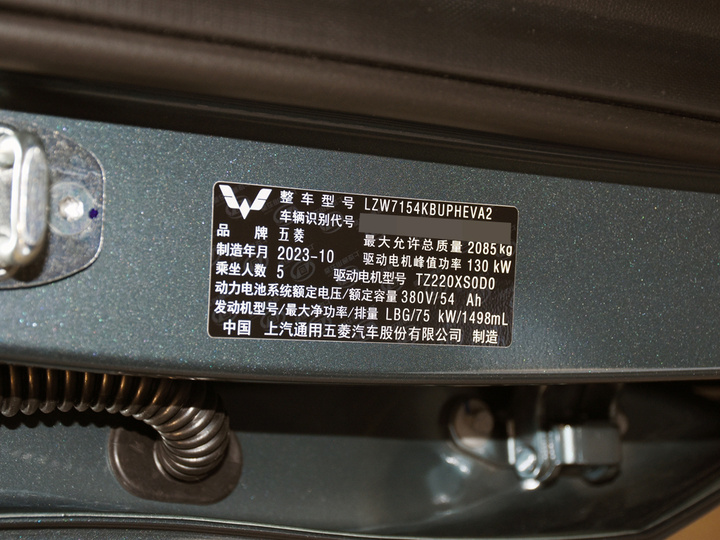 整车型号 LZW7154KBUPHEVA2
车辆识别代号
品牌 五菱 最大允许总质量 2085kg
制造年月 2023-10 驱动电机峰值功率 130 kW
乘坐人数 5 驱动电机型号 TZ220XS0D0
动力电池系统额定电压/额定容量 380V/54 Ah
发动机型号/最大净功率/排量 LBG/75 kW/1498mL
中国 上汽通用五菱汽车股份有限公司 制造